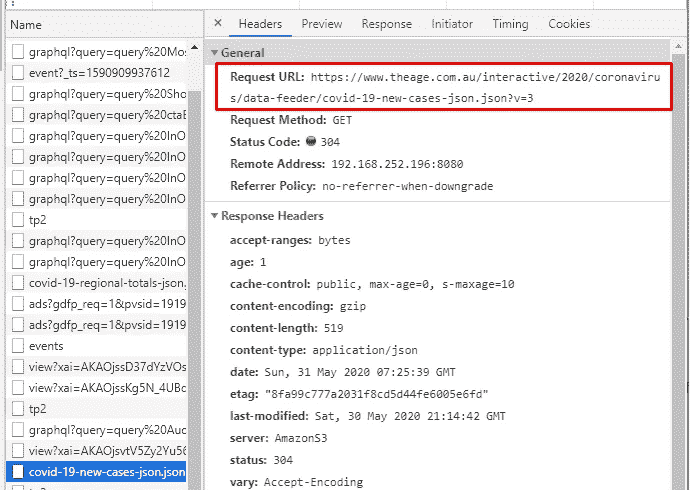 Name
graphql?query=query%20Mos
event?_ts=1590909937612
graphql?query=query%20Sho
graphql?query=query%20ctaE
graphql?query=query%20InO
graphql?query=query%20InO
graphql?query=query%20InO
graphql?query=query%20InO
tp2
graphql?query=query%20InO
graphql?query=query%20InO
covid-19-regional-totals-json.
ads?gdfp_req=1&pvsid=1919
ads?gdfp_req=1&pvsid=1919
events
view?xai=AKAOjssD37dYzVOs
view?xai=AKAOjssKg5N_4UBc
tp2
graphql?query=query%20Auc
view?xai=AKAOjsvtV5Zy2Yu56
covid-19-new-cases-json.json
× Headers Preview Response Initiator Timing Cookies
General
Request URL: https://www.theage.com.au/interactive/2020/coronaviru
s/data-feeder/covid-19-new-cases-json.json?v=3
Request Method: GET
Status Code: 304
Remote Address: 192.168.252.196:8080
Referrer Policy: no-referrer-when-downgrade
Response Headers
accept-ranges: bytes
age: 1
cache-control: public, max-age=0, s-maxage=10
content-encoding: gzip
content-length: 519
content-type: application/json
date: Sun, 31 May 2020 07:25:39 GMT
etag: "8fa99c777a2031f8cd5d44fe6005e6fd"
last-modified: Sat, 30 May 2020 21:14:42 GMT
server: AmazonS3
status: 304
vary: Accept-Encoding